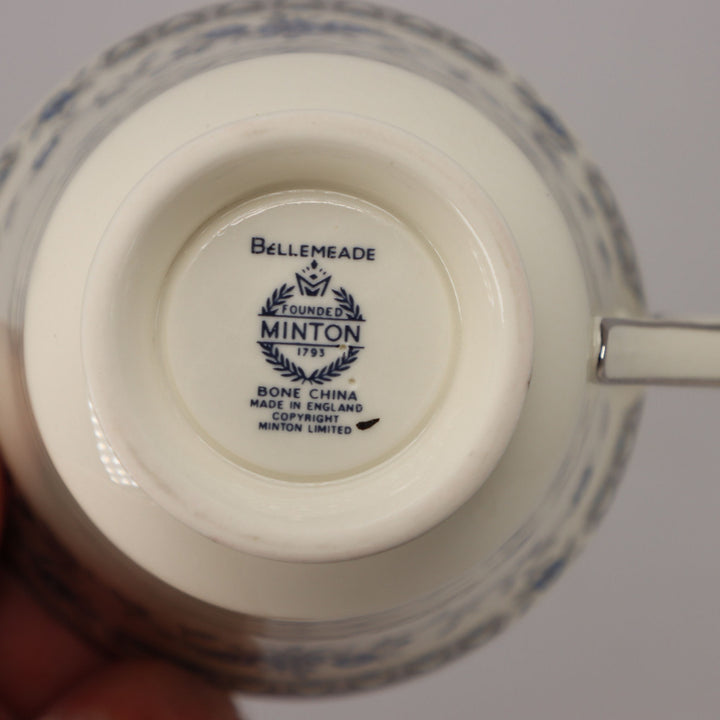 BELLEMEADE
FOUNDED
MINTON
1793
BONE CHINA
MADE IN ENGLAND
COPYRIGHT
MINTON LIMITED